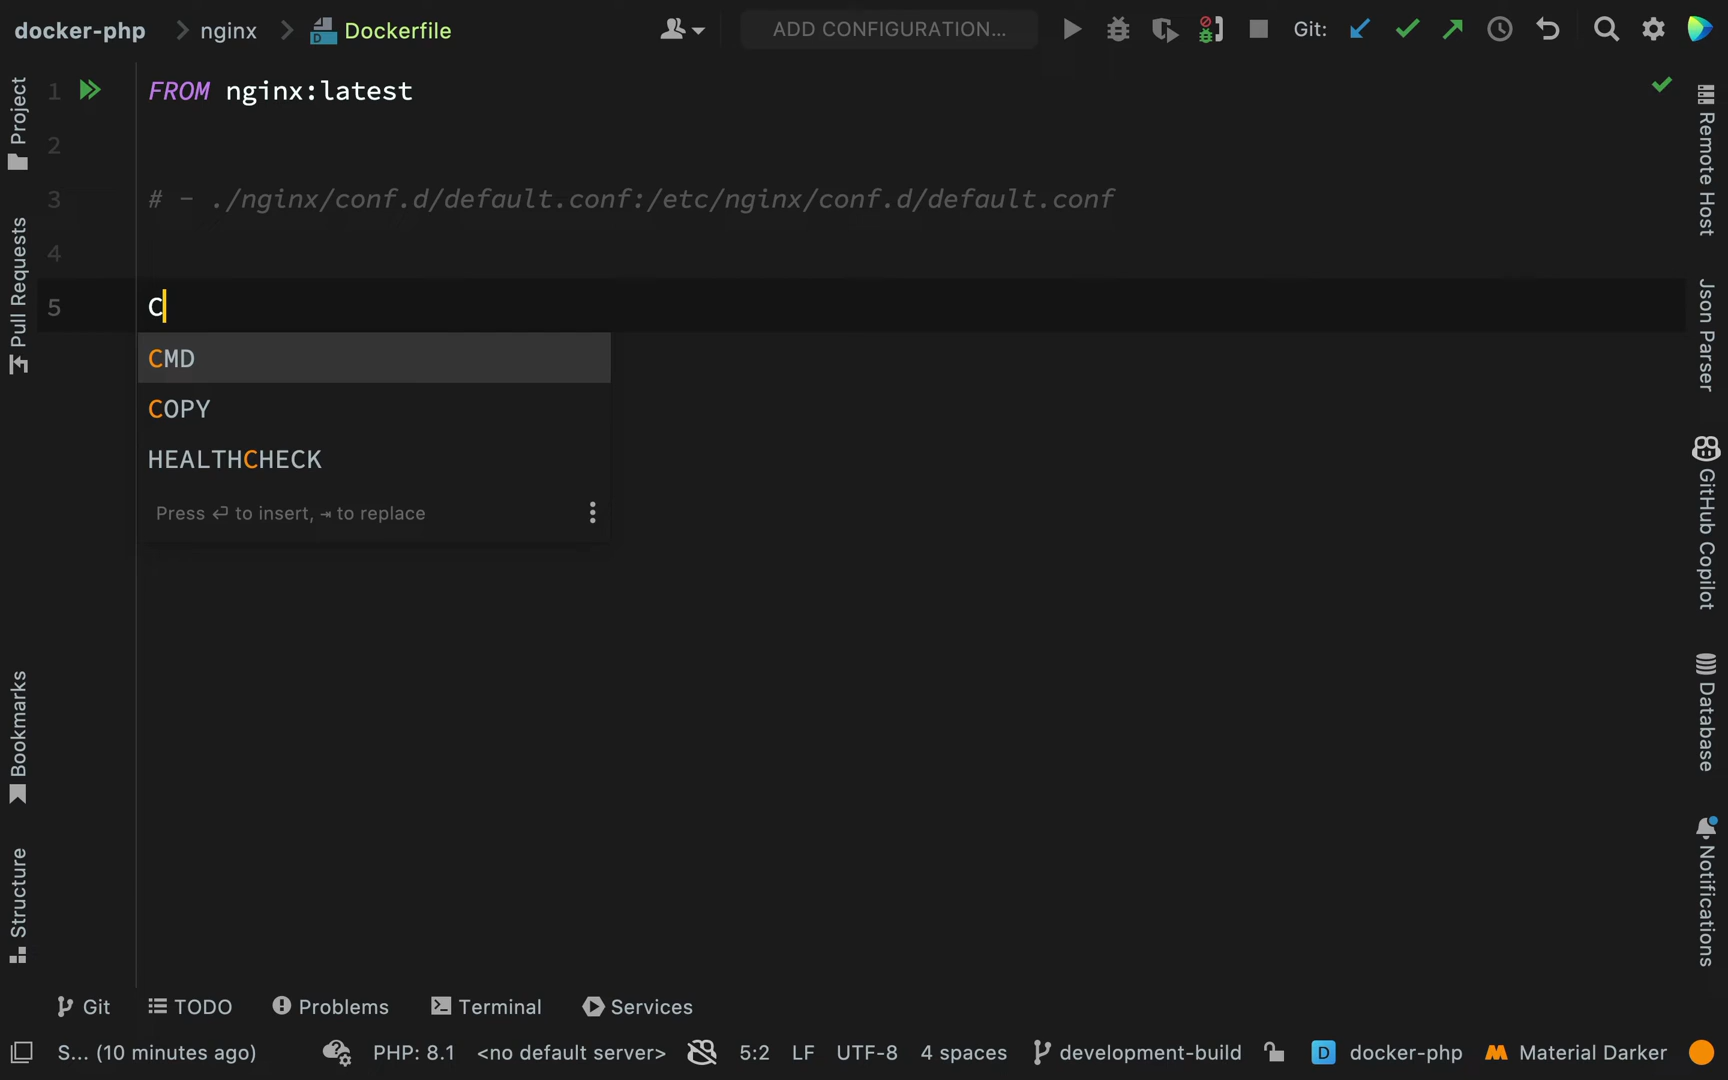 docker-php nginx Dockerfile ADD CONFIGURATION... Git:
1 FROM nginx:latest
2
3 # - ./nginx/conf.d/default.conf:/etc/nginx/conf.d/default.conf
4
5 C
CMD
COPY
HEALTHCHECK
Press ⏎ to insert, ⇥ to replace
Project
Pull Requests
Bookmarks
Structure
Remote Host
Json Parser
GitHub Copilot
Database
Notifications
Git TODO Problems Terminal Services
S... (10 minutes ago) PHP: 8.1 <no default server> 5:2 LF UTF-8 4 spaces development-build D docker-php Material Darker